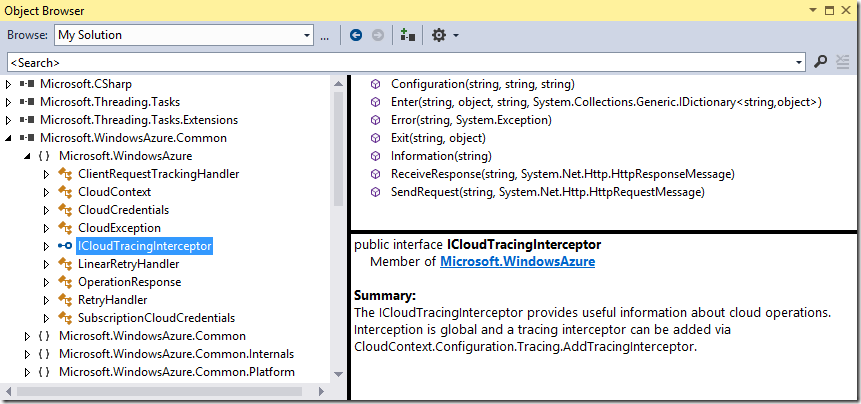 Object Browser
Browse: My Solution ...
<Search>
Microsoft.CSharp
Microsoft.Threading.Tasks
Microsoft.Threading.Tasks.Extensions
Microsoft.WindowsAzure.Common
{ } Microsoft.WindowsAzure
ClientRequestTrackingHandler
CloudContext
CloudCredentials
CloudException
ICloudTracingInterceptor
LinearRetryHandler
OperationResponse
RetryHandler
SubscriptionCloudCredentials
{ } Microsoft.WindowsAzure.Common
{ } Microsoft.WindowsAzure.Common.Internals
{ } Microsoft.WindowsAzure.Common.Platform
Configuration(string, string, string)
Enter(string, object, string, System.Collections.Generic.IDictionary<string,object>)
Error(string, System.Exception)
Exit(string, object)
Information(string)
ReceiveResponse(string, System.Net.Http.HttpResponseMessage)
SendRequest(string, System.Net.Http.HttpRequestMessage)
public interface ICloudTracingInterceptor
Member of Microsoft.WindowsAzure
Summary:
The ICloudTracingInterceptor provides useful information about cloud operations.
Interception is global and a tracing interceptor can be added via
CloudContext.Configuration.Tracing.AddTracingInterceptor.